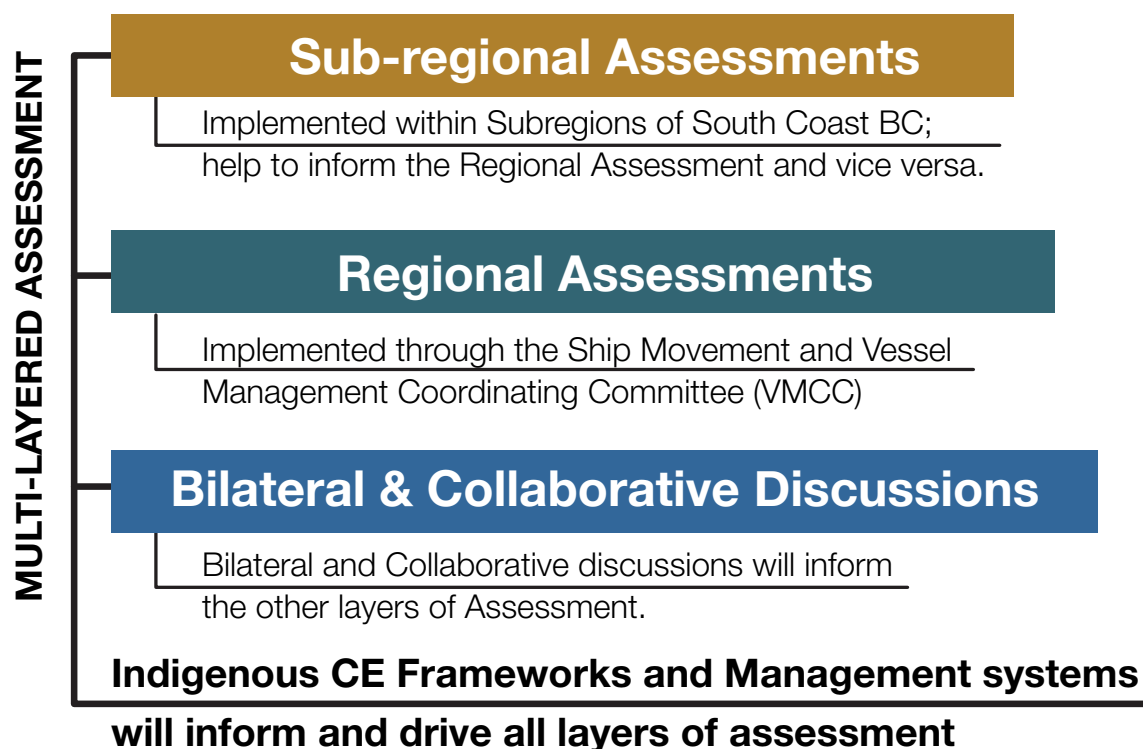 MULTI-LAYERED ASSESSMENT
Sub-regional Assessments
Implemented within Subregions of South Coast BC;
help to inform the Regional Assessment and vice versa.
Regional Assessments
Implemented through the Ship Movement and Vessel
Management Coordinating Committee (VMCC)
Bilateral & Collaborative Discussions
Bilateral and Collaborative discussions will inform
the other layers of Assessment.
Indigenous CE Frameworks and Management systems
will inform and drive all layers of assessment